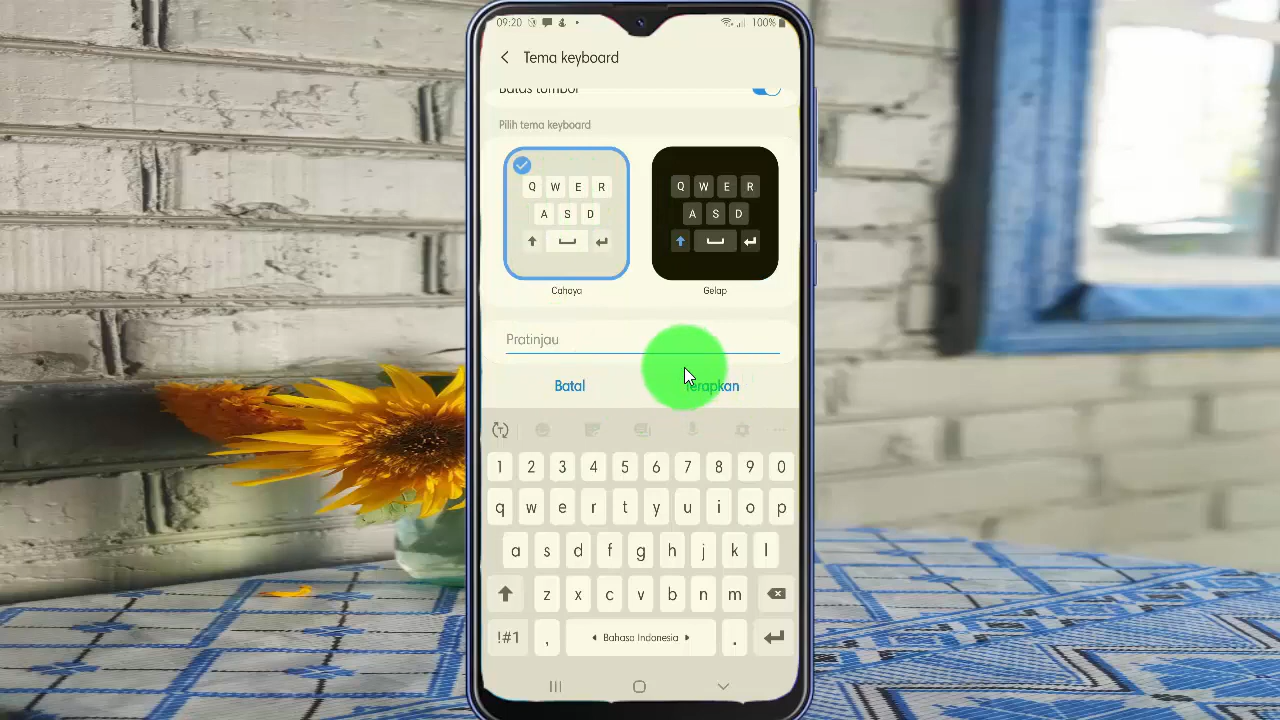 09:20 100%
Tema keyboard
Batas tombol
Pilih tema keyboard
Q W E R
A S D
Q W E R
A S D
Cahaya
Gelap
Pratinjau
Batal
Terapkan
1 2 3 4 5 6 7 8 9 0
q w e r t y u i o p
a s d f g h j k l
z x c v b n m
!#1 , Bahasa Indonesia .